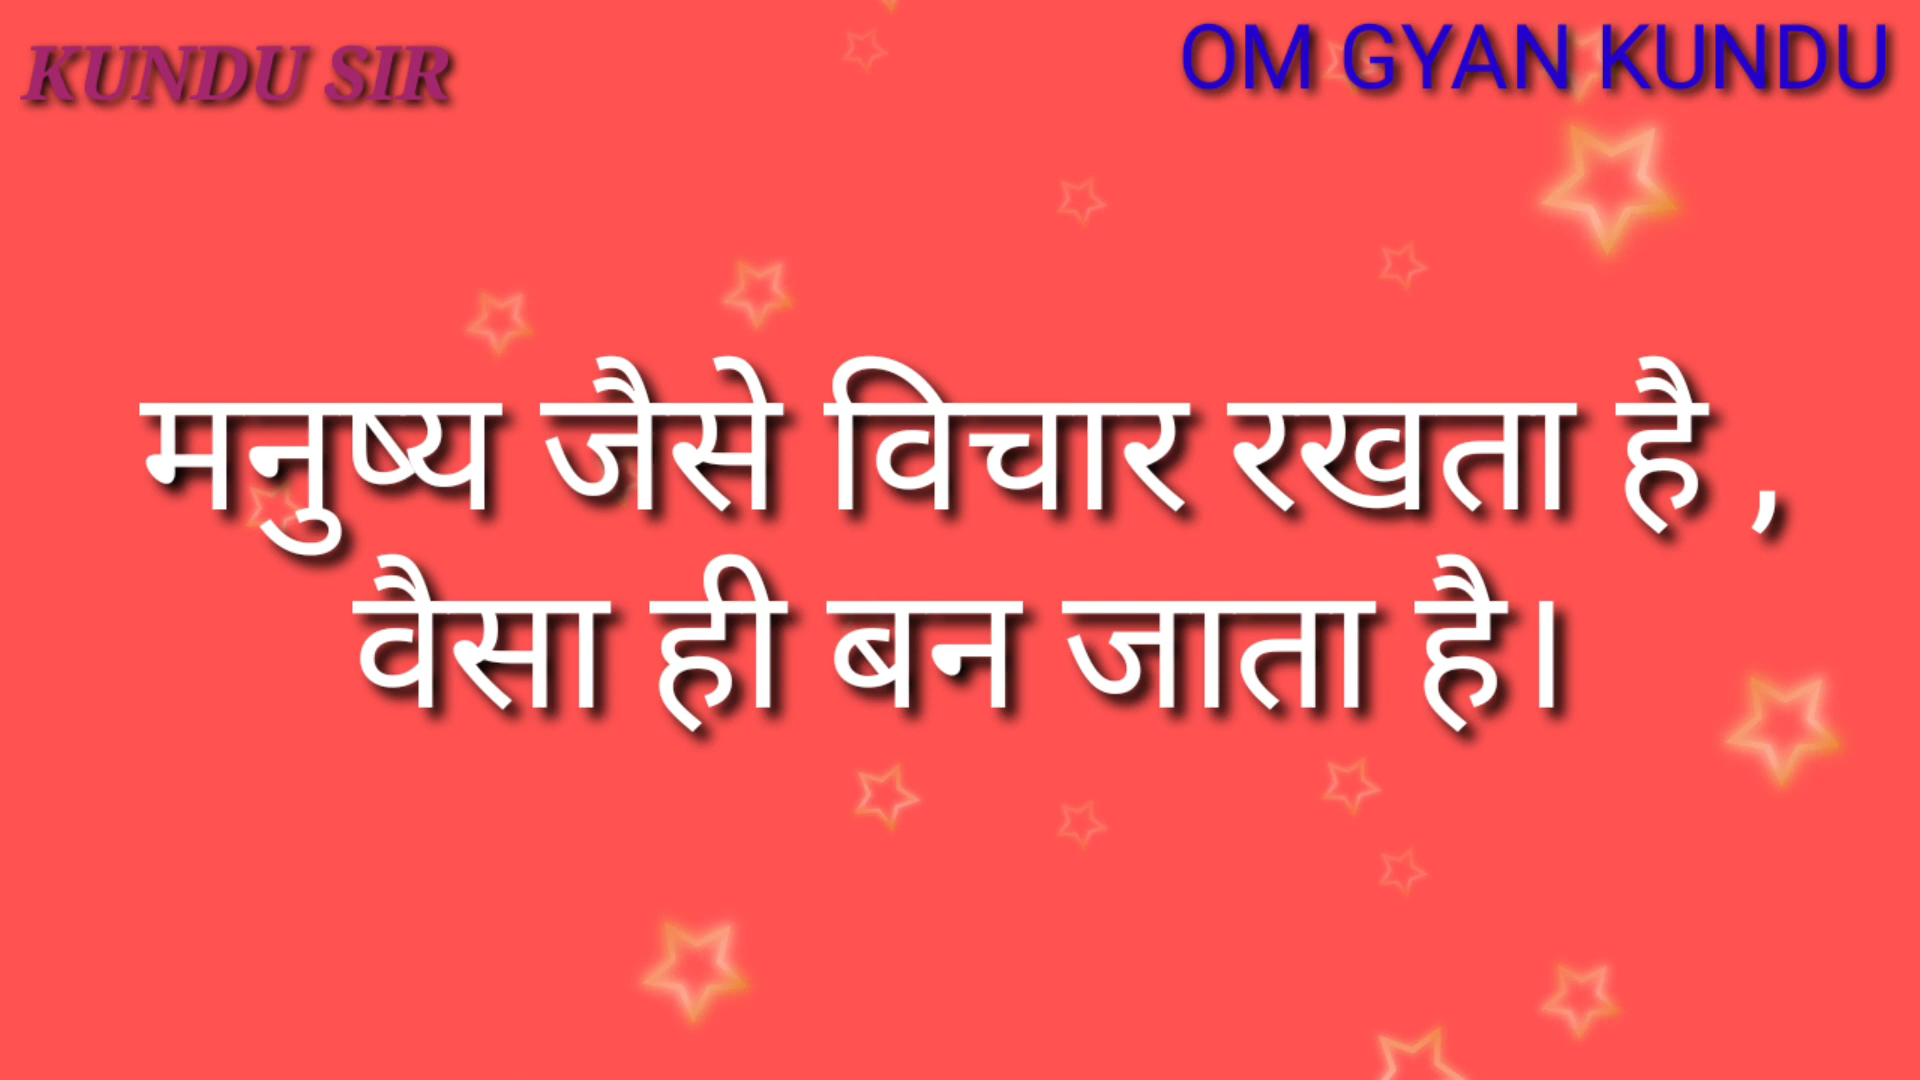 KUNDU SIR
OM GYAN KUNDU
मनुष्य जैसे विचार रखता है ,
वैसा ही बन जाता है।